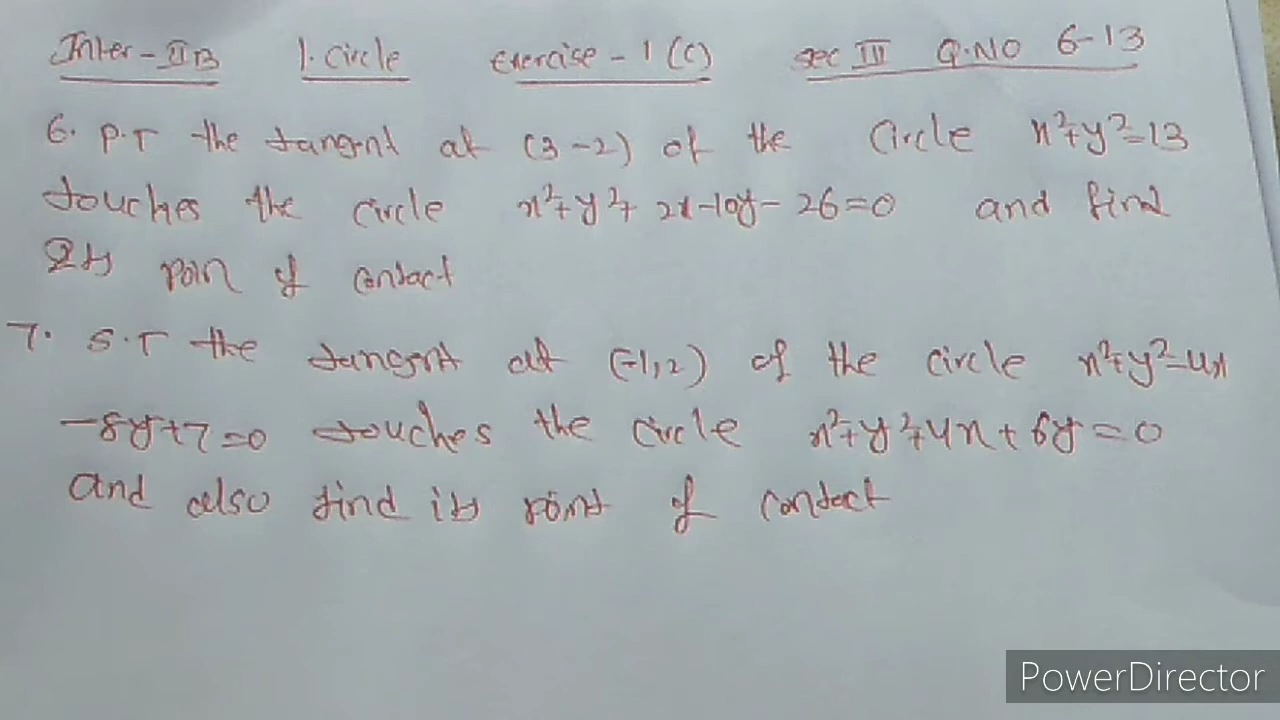 Inter-IIB 1. Circle Exercise-1(C) Sec III Q.NO 6-13
6. P.T the tangent at (3 -2) of the Circle x²+y²=13
touches the circle x²+y²+2x-10y-26=0 and find
its poin of contact
7. S.T the tangent at (-1,2) of the circle x²+y²-4x
-8y+7=0 touches the circle x²+y²+4x+6y=0
and also find its point of contact
PowerDirector